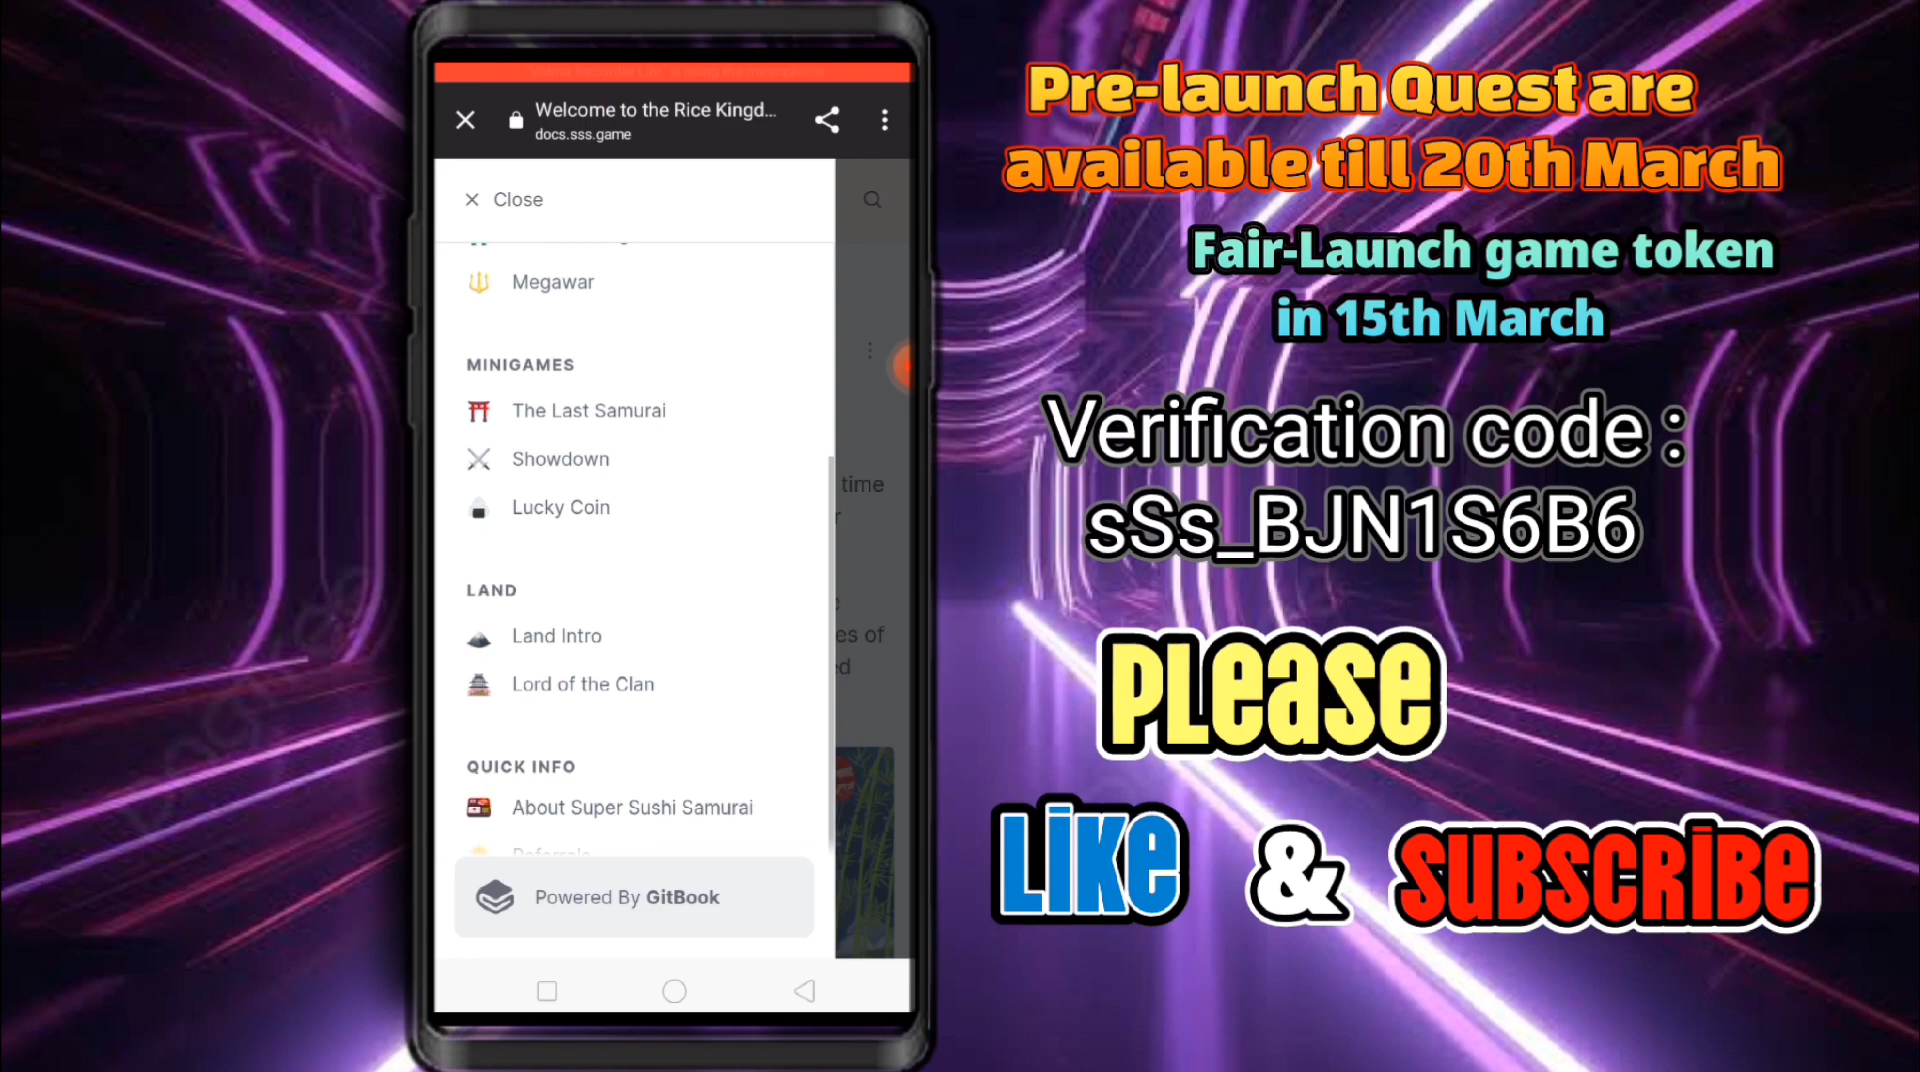 Welcome to the Rice Kingd...
docs.sss.game
Close
Megawar
MINIGAMES
The Last Samurai
Showdown
Lucky Coin
LAND
Land Intro
Lord of the Clan
QUICK INFO
About Super Sushi Samurai
Referrals
Powered By GitBook
time
es of
Pre-launch Quest are
available till 20th March
Fair-Launch game token
in 15th March
Verification code :
sSs_BJN1S6B6
PLease
Like & SUBSCRIBe